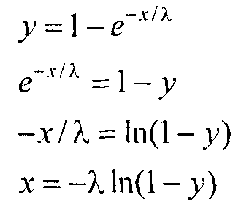 y = 1 − e^{−x/λ}
e^{−x/λ} = 1 − y
−x/λ = ln(1 − y)
x = −λ ln(1 − y)